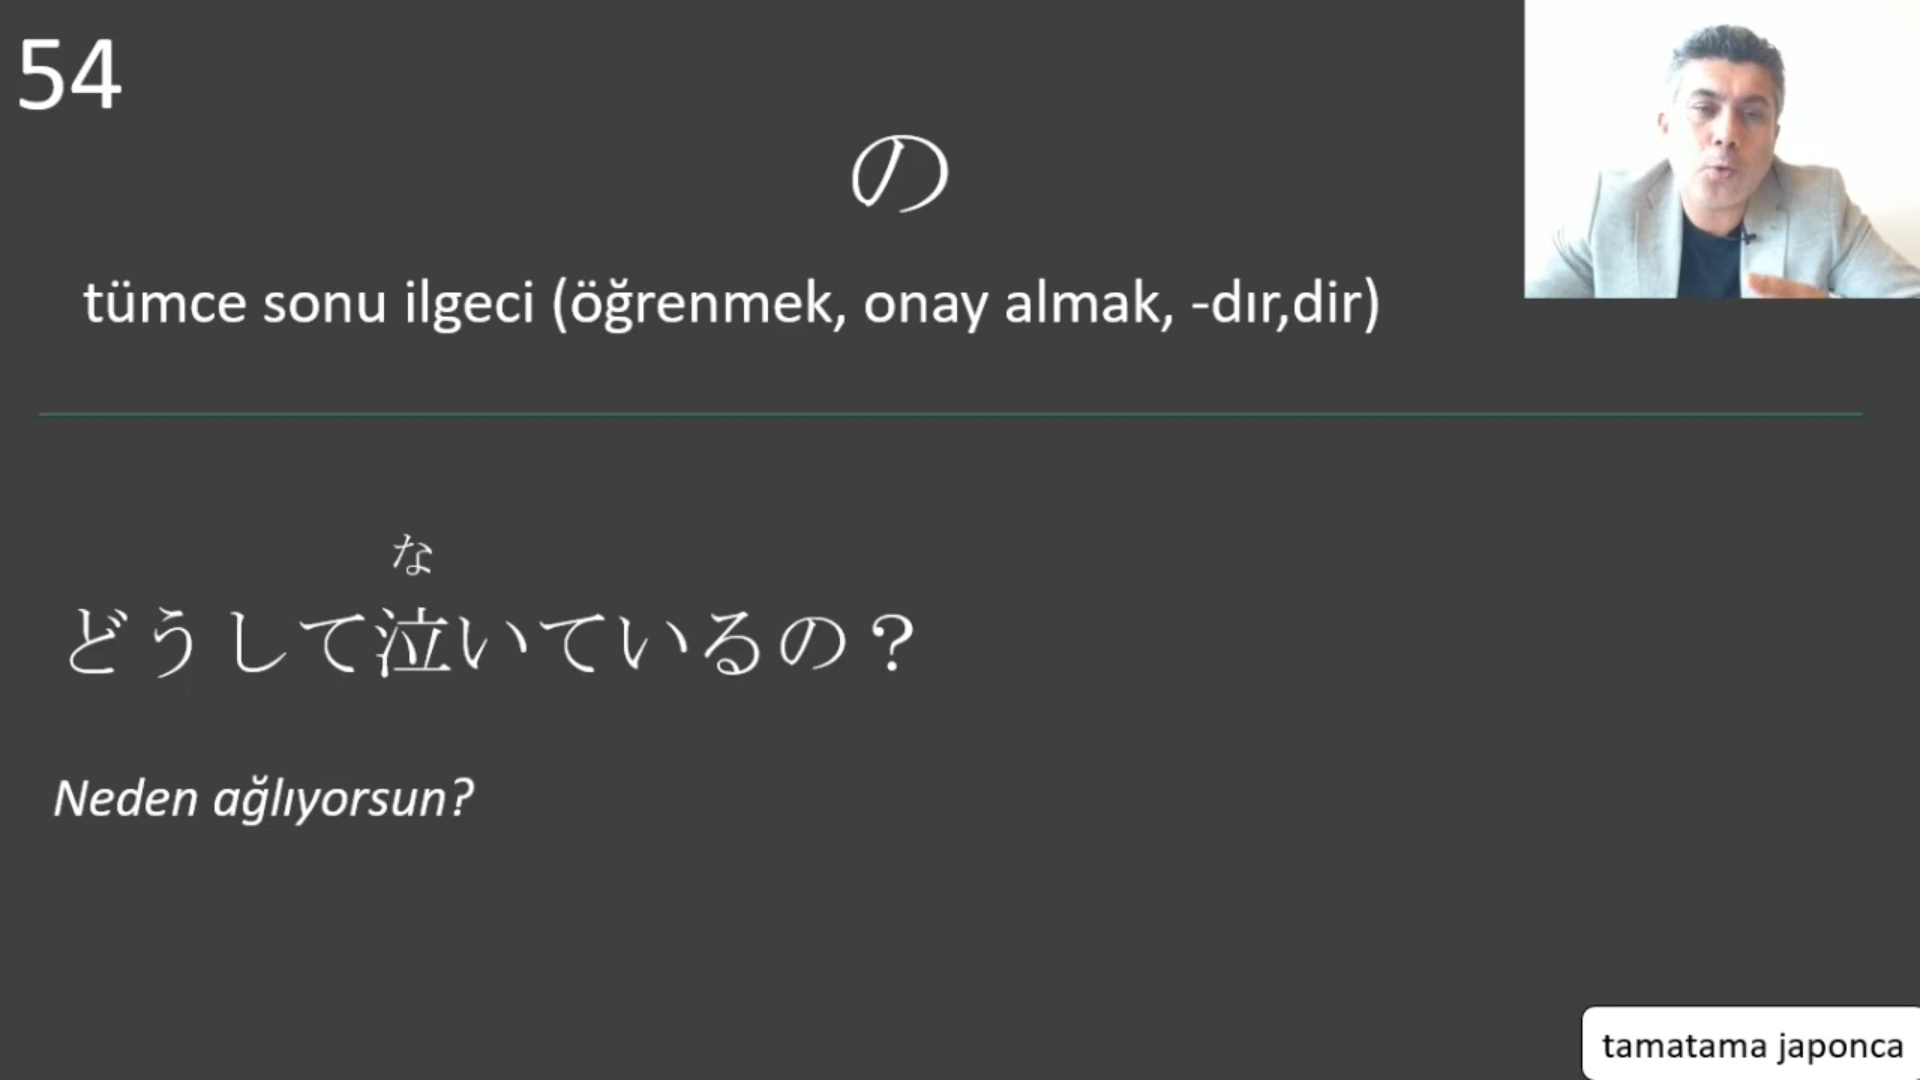 54
の
tümce sonu ilgeci (öğrenmek, onay almak, -dır,dir)
な
どうして泣いているの？
Neden ağlıyorsun?
tamatama japonca